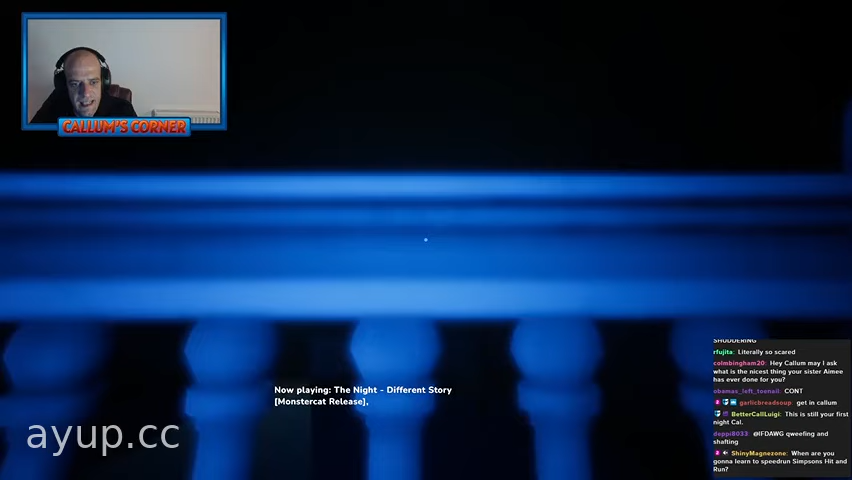 CALLUM'S CORNER
SHUDDERING
rfujita: Literally so scared
colmbingham20: Hey Callum may I ask
what is the nicest thing your sister Aimee
has ever done for you?
obamas_left_toenail: CONT
garlicbreadsoup: get in callum
BetterCallLuigi: This is still your first
night Cal.
deppi8033: @IFDAWG qweefing and
shafting
ShinyMagnezone: When are you
gonna learn to speedrun Simpsons Hit and
Run?
Now playing: The Night - Different Story
[Monstercat Release],
ayup.cc